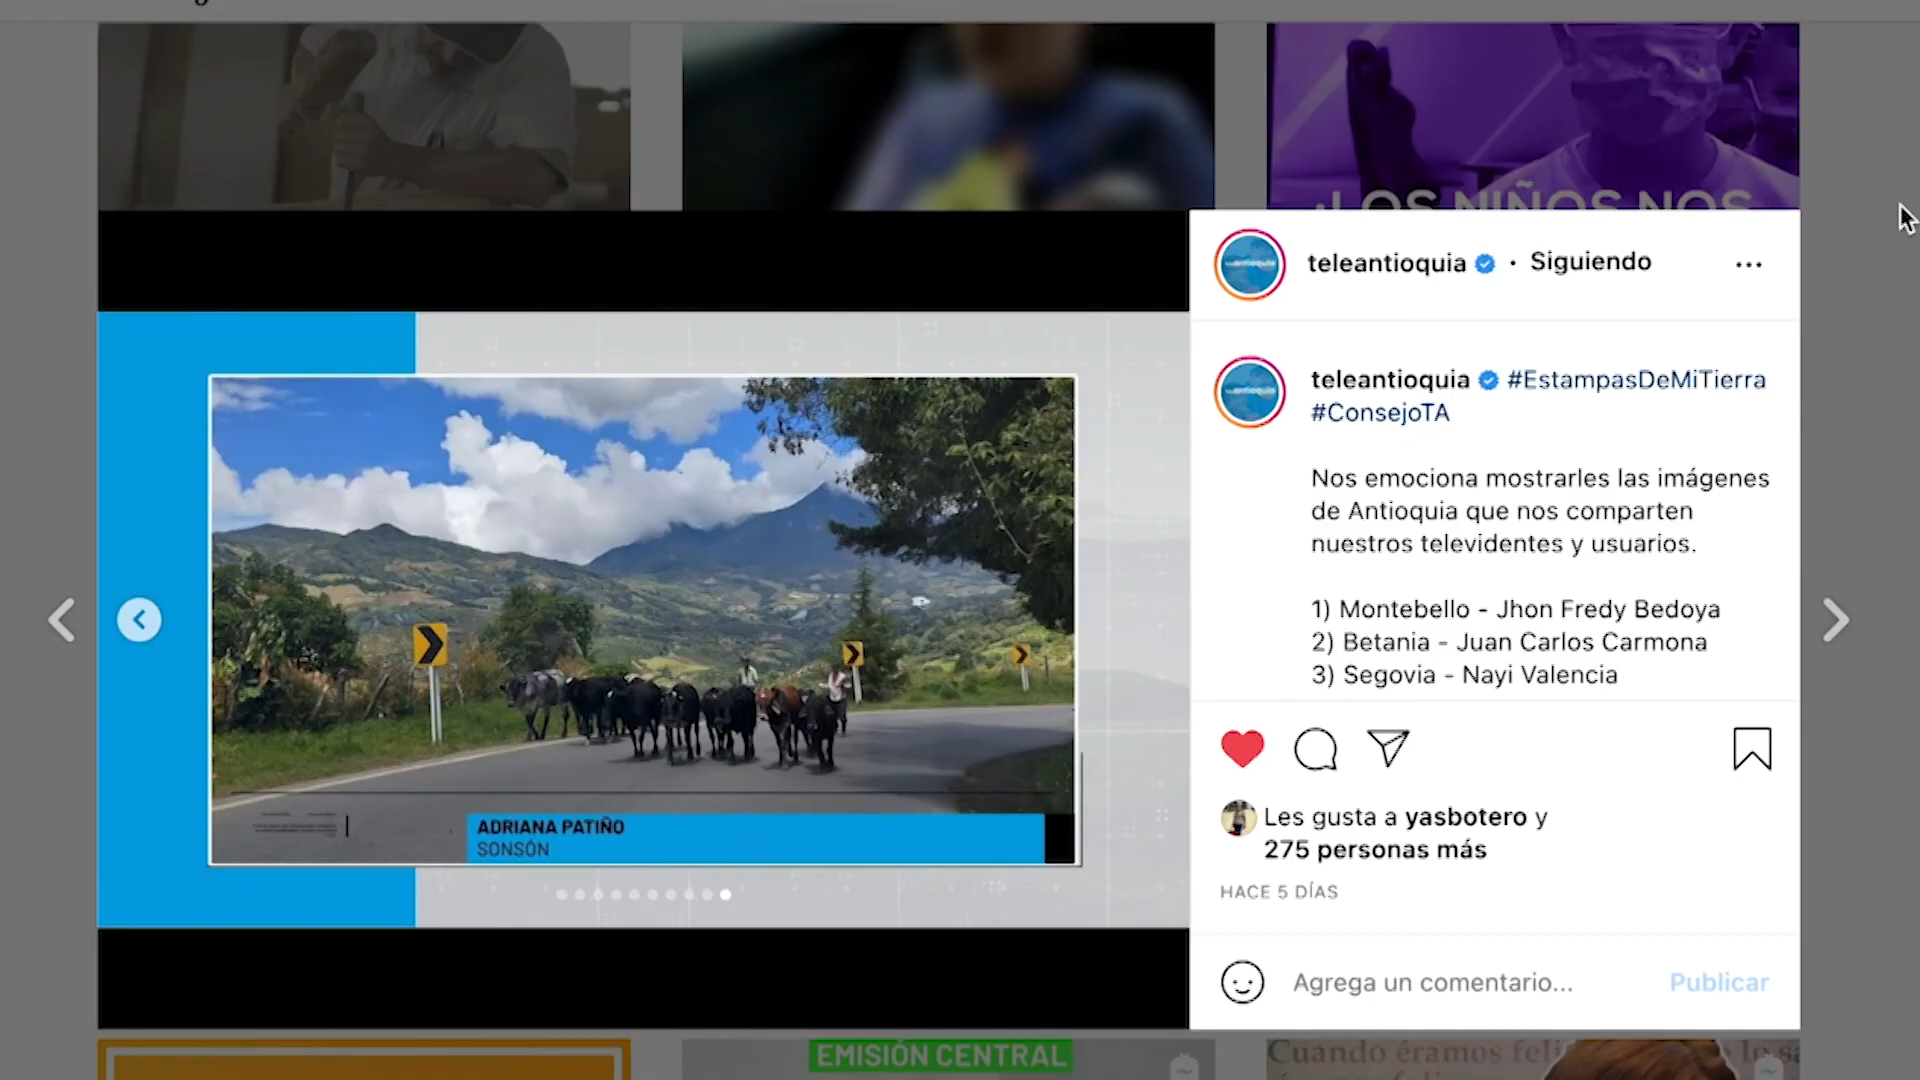 ¡LOS NIÑOS NOS
teleantioquia • Siguiendo
teleantioquia #EstampasDeMiTierra
#ConsejoTA
Nos emociona mostrarles las imágenes
de Antioquia que nos comparten
nuestros televidentes y usuarios.
1) Montebello - Jhon Fredy Bedoya
2) Betania - Juan Carlos Carmona
3) Segovia - Nayi Valencia
ADRIANA PATIÑO
SONSÓN
Les gusta a yasbotero y
275 personas más
HACE 5 DÍAS
Agrega un comentario... Publicar
EMISIÓN CENTRAL
Cuando éramos